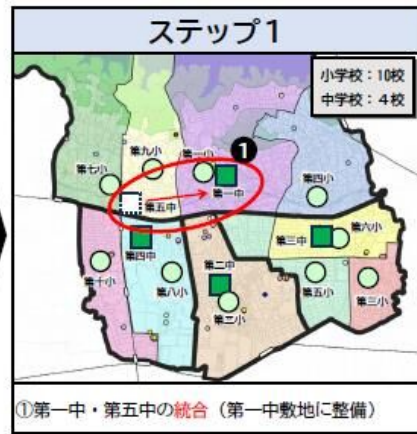 ステップ1
小学校：10校
中学校：4校
❶
第九小
第一小
第七小
第四小
第五中
第一中
第六小
第三中
第四中
第二中
第十小
第八小
第五小
第三小
第二小
①第一中・第五中の統合（第一中敷地に整備）